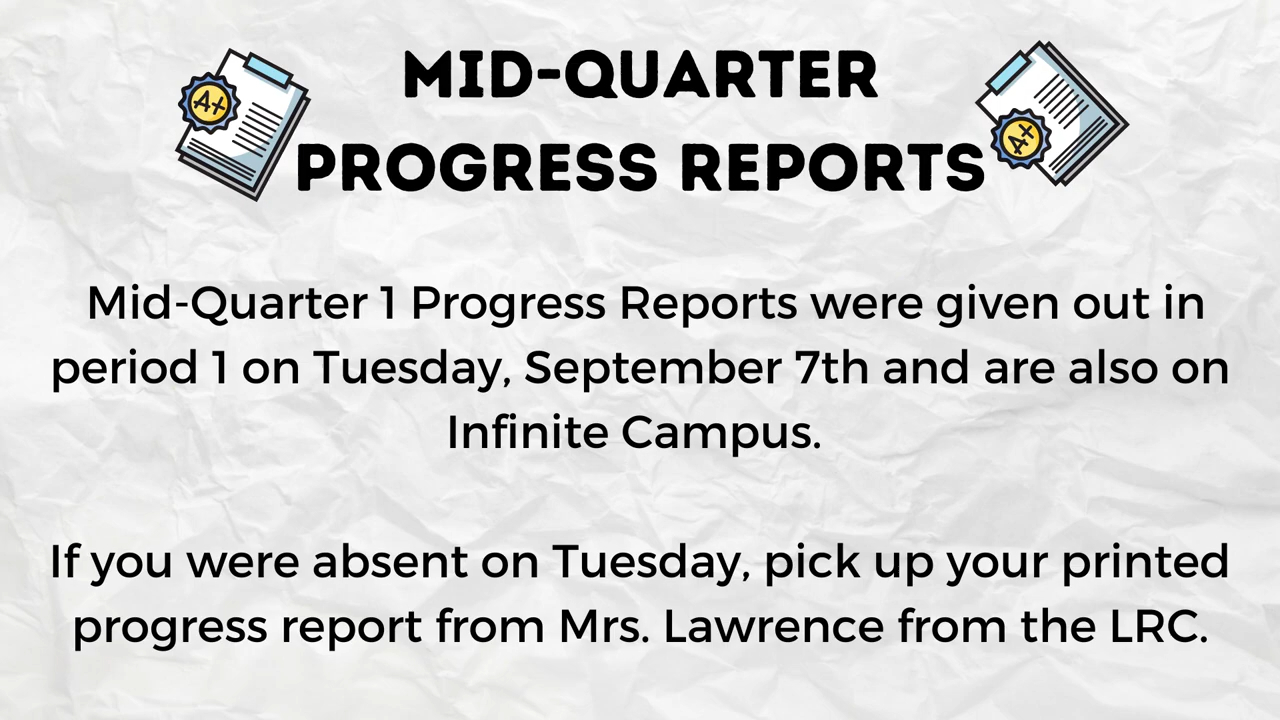 MID-QUARTER
PROGRESS REPORTS
A+
A+
Mid-Quarter 1 Progress Reports were given out in
period 1 on Tuesday, September 7th and are also on
Infinite Campus.
If you were absent on Tuesday, pick up your printed
progress report from Mrs. Lawrence from the LRC.